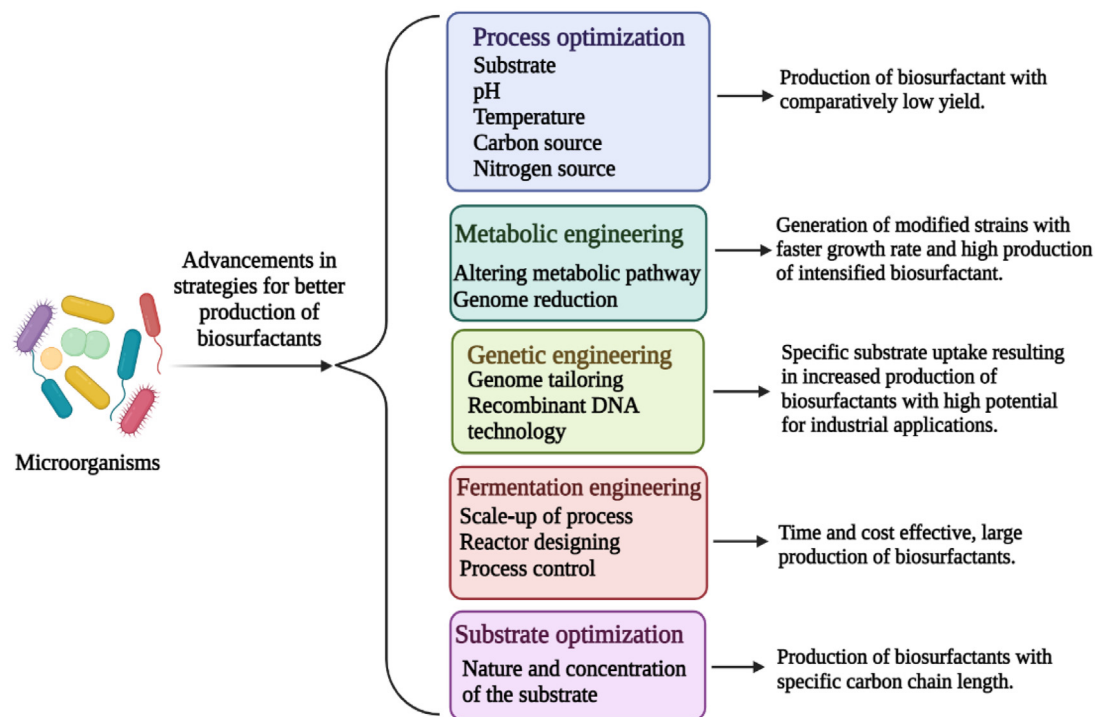 Advancements in
strategies for better
production of
biosurfactants
Microorganisms
Process optimization
Substrate
pH
Temperature
Carbon source
Nitrogen source
Production of biosurfactant with
comparatively low yield.
Metabolic engineering
Altering metabolic pathway
Genome reduction
Generation of modified strains with
faster growth rate and high production
of intensified biosurfactant.
Genetic engineering
Genome tailoring
Recombinant DNA
technology
Specific substrate uptake resulting
in increased production of
biosurfactants with high potential
for industrial applications.
Fermentation engineering
Scale-up of process
Reactor designing
Process control
Time and cost effective, large
production of biosurfactants.
Substrate optimization
Nature and concentration
of the substrate
Production of biosurfactants with
specific carbon chain length.